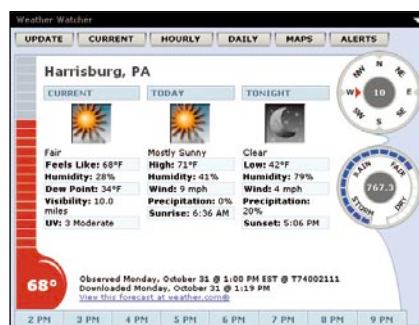 Weather Watcher
UPDATE CURRENT HOURLY DAILY MAPS ALERTS
Harrisburg, PA
CURRENT TODAY TONIGHT
Fair
Feels Like: 68°F
Humidity: 28%
Dew Point: 34°F
Visibility: 10.0
miles
UV: 3 Moderate
Mostly Sunny
High: 71°F
Humidity: 41%
Wind: 9 mph
Precipitation: 0%
Sunrise: 6:36 AM
Clear
Low: 42°F
Humidity: 79%
Wind: 4 mph
Precipitation:
20%
Sunset: 5:06 PM
N
NE
E
SE
S
SW
W
NW
10
RAIN FAIR
STORM DRY
767.3
68°
Observed Monday, October 31 @ 1:00 PM EST @ T74002111
Downloaded Monday, October 31 @ 1:19 PM
View this forecast at weather.com®
2 PM 3 PM 4 PM 5 PM 6 PM 7 PM 8 PM 9 PM